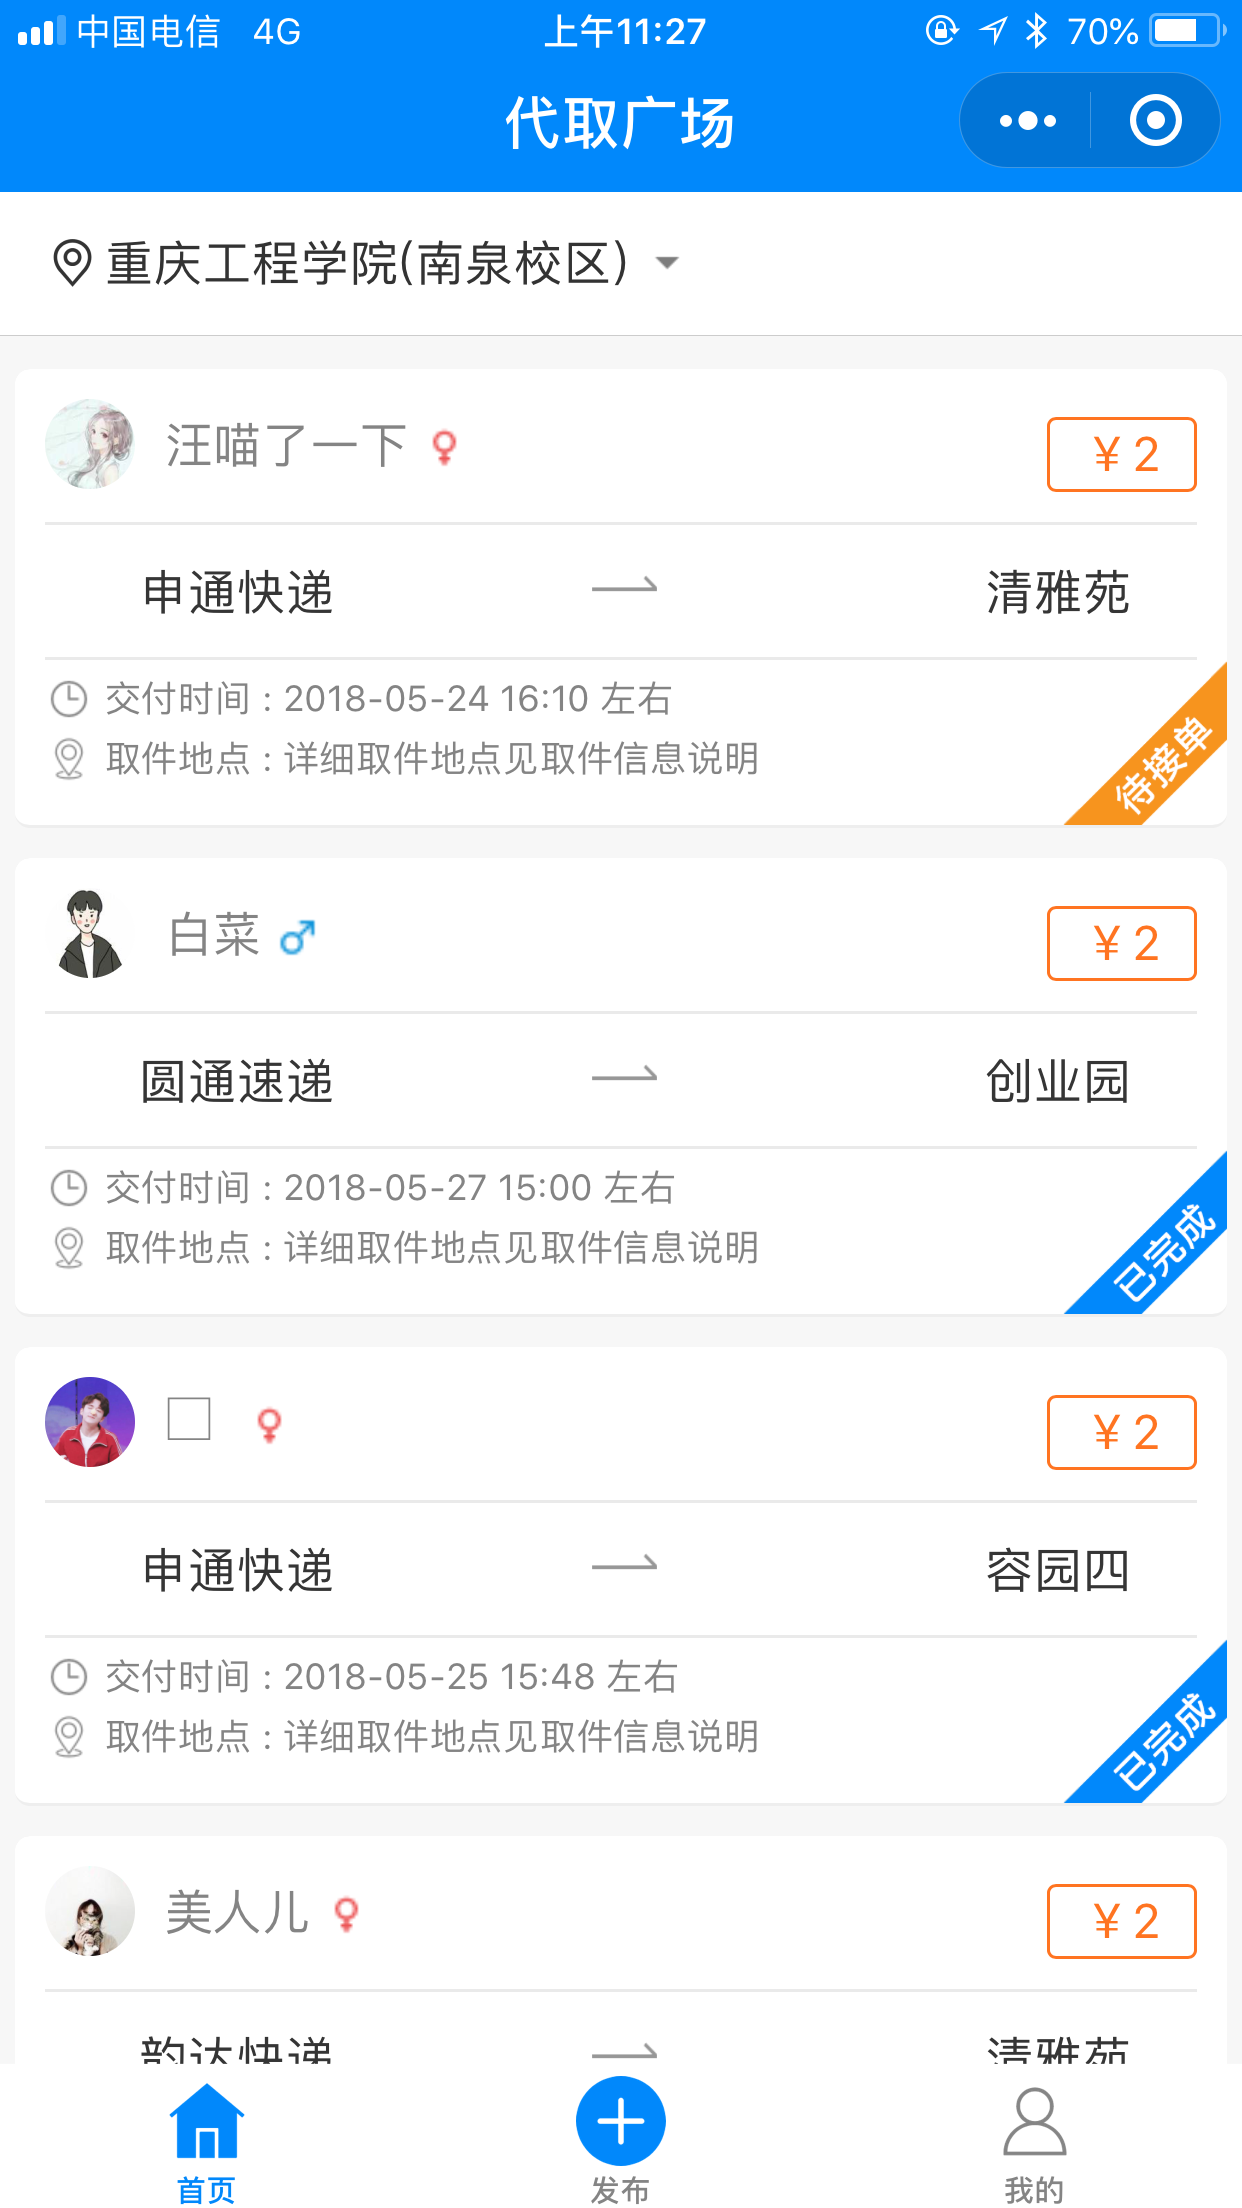 中国电信 4G 上午11:27 70%
代取广场
重庆工程学院(南泉校区)
汪喵了一下
¥ 2
申通快递 清雅苑
交付时间 : 2018-05-24 16:10 左右
取件地点 : 详细取件地点见取件信息说明
待接单
白菜
¥ 2
圆通速递 创业园
交付时间 : 2018-05-27 15:00 左右
取件地点 : 详细取件地点见取件信息说明
已完成
¥ 2
申通快递 容园四
交付时间 : 2018-05-25 15:48 左右
取件地点 : 详细取件地点见取件信息说明
已完成
美人儿
¥ 2
韵达快递 清雅苑
首页 发布 我的